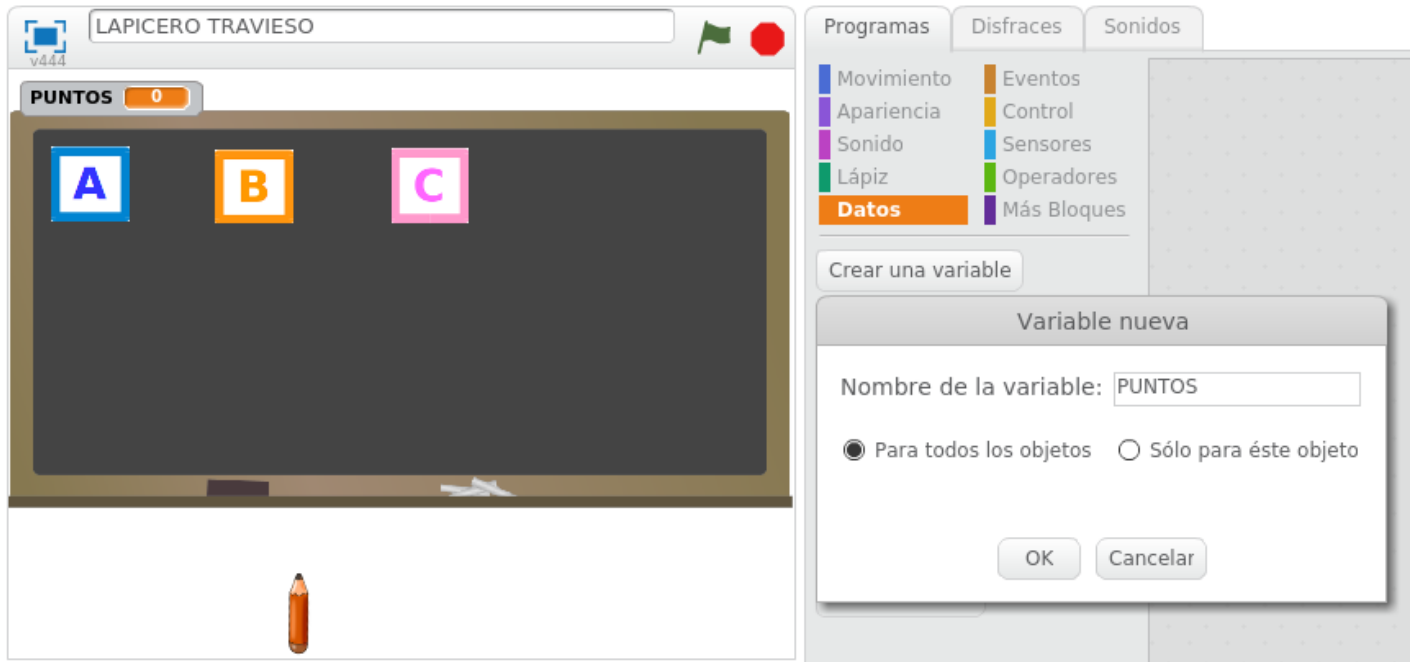 LAPICERO TRAVIESO
v444
PUNTOS 0
A B C
Programas Disfraces Sonidos
Movimiento Eventos
Apariencia Control
Sonido Sensores
Lápiz Operadores
Datos Más Bloques
Crear una variable
Variable nueva
Nombre de la variable: PUNTOS
Para todos los objetos Sólo para éste objeto
OK Cancelar